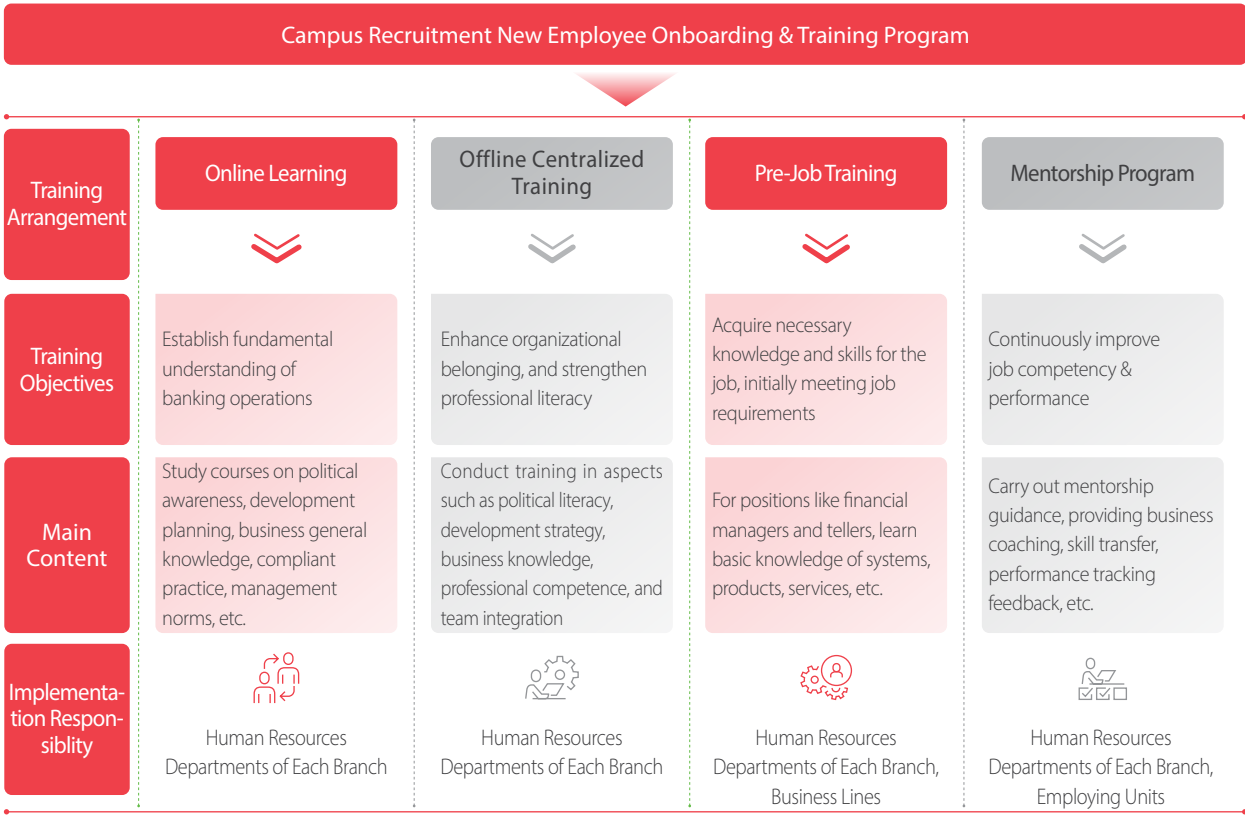 Campus Recruitment New Employee Onboarding & Training Program
Training
Arrangement
Online Learning
Offline Centralized
Training
Pre-Job Training
Mentorship Program
Training
Objectives
Establish fundamental
understanding of
banking operations
Enhance organizational
belonging, and strengthen
professional literacy
Acquire necessary
knowledge and skills for the
job, initially meeting job
requirements
Continuously improve
job competency &
performance
Main
Content
Study courses on political
awareness, development
planning, business general
knowledge, compliant
practice, management
norms, etc.
Conduct training in aspects
such as political literacy,
development strategy,
business knowledge,
professional competence, and
team integration
For positions like financial
managers and tellers, learn
basic knowledge of systems,
products, services, etc.
Carry out mentorship
guidance, providing business
coaching, skill transfer,
performance tracking
feedback, etc.
Implementa-
tion Respon-
siblity
Human Resources
Departments of Each Branch
Human Resources
Departments of Each Branch
Human Resources
Departments of Each Branch,
Business Lines
Human Resources
Departments of Each Branch,
Employing Units